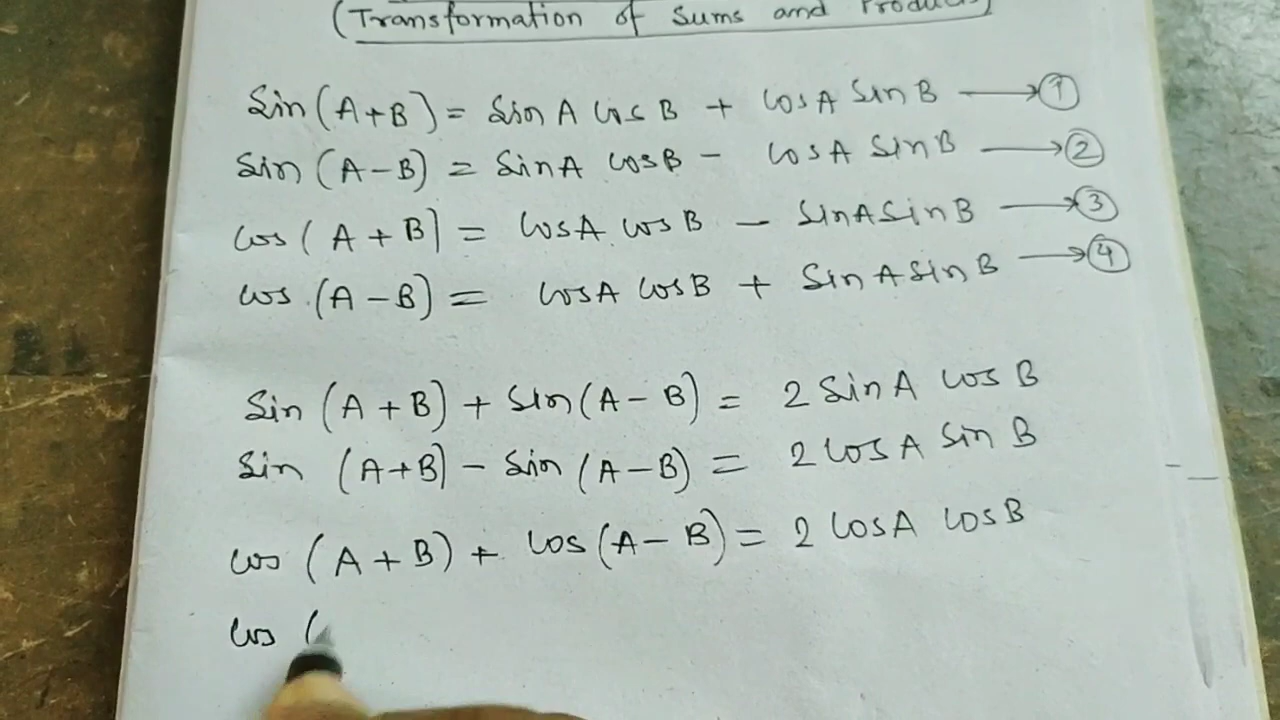 (Transformation of Sums and Products)
Sin (A+B) = Sin A Cos B + Cos A Sin B → ①
Sin (A-B) = Sin A Cos B - Cos A Sin B → ②
Cos (A+B) = Cos A. Cos B - Sin A Sin B → ③
Cos. (A-B) = Cos A Cos B + Sin A Sin B → ④
Sin (A+B) + Sin (A-B) = 2 Sin A Cos B
Sin (A+B) - Sin (A-B) = 2 Cos A Sin B
Cos (A+B) + Cos (A-B) = 2 Cos A Cos B
Cos (